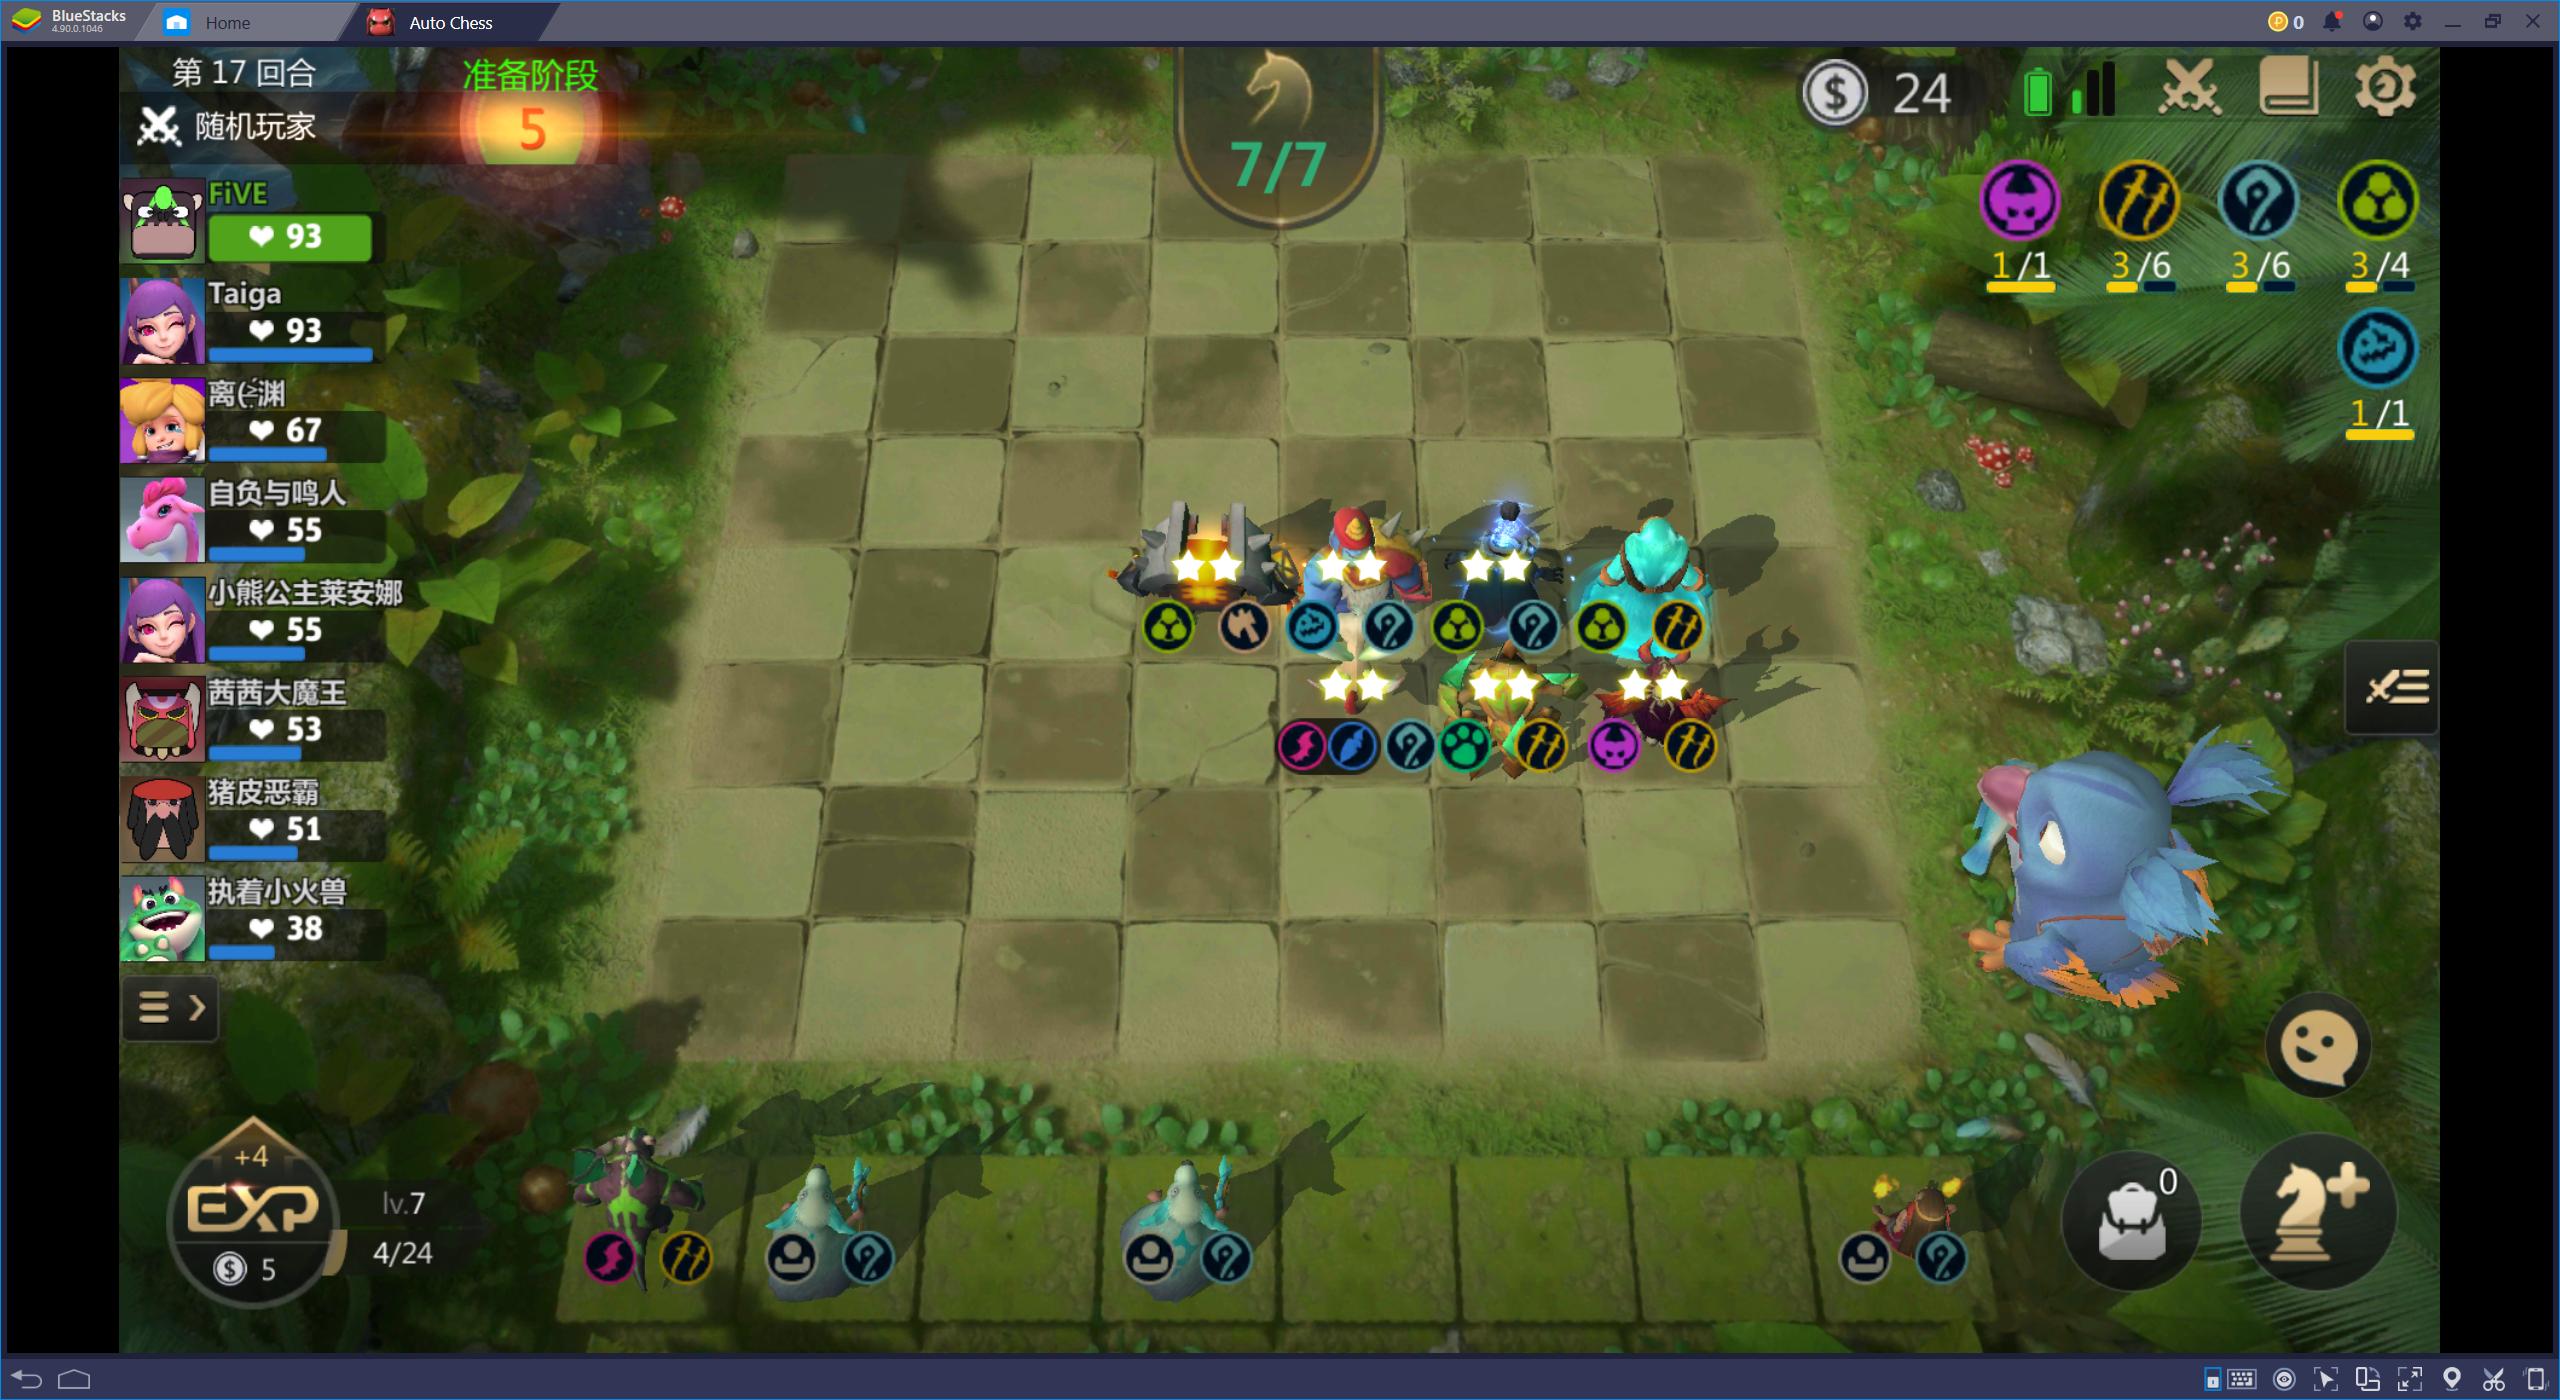 BlueStacks
4.90.0.1046
Home
Auto Chess
0
第 17 回合
准备阶段
随机玩家
5
7/7
24
1/1
3/6
3/6
3/4
1/1
FiVE
93
Taiga
93
67
自负与鸣人
55
小熊公主莱安娜
55
茜茜大魔王
53
猪皮恶霸
51
执着小火兽
38
+4
EXP
5
lv.7
4/24
0